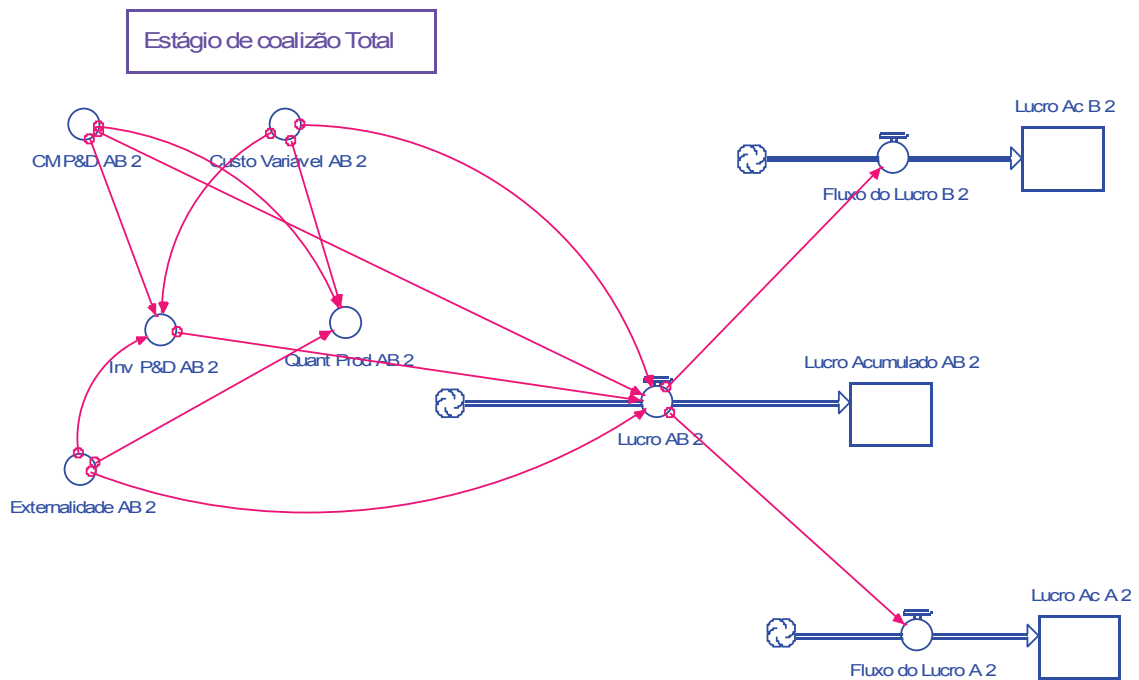 Estágio de coalizão Total
Lucro Ac B 2
CM P&D AB 2
Custo Variável AB 2
Fluxo do Lucro B 2
Inv P&D AB 2
Quant Prod AB 2
Lucro Acumulado AB 2
Lucro AB 2
Externalidade AB 2
Lucro Ac A 2
Fluxo do Lucro A 2